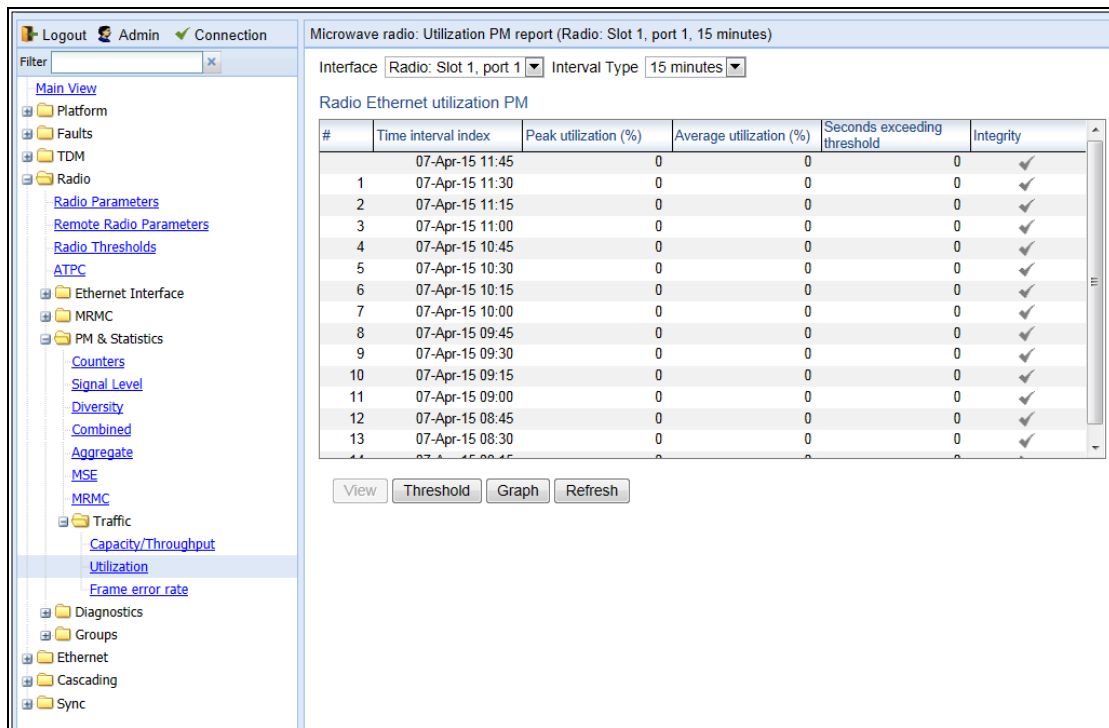 Logout Admin Connection
Filter
Main View
Platform
Faults
TDM
Radio
Radio Parameters
Remote Radio Parameters
Radio Thresholds
ATPC
Ethernet Interface
MRMC
PM & Statistics
Counters
Signal Level
Diversity
Combined
Aggregate
MSE
MRMC
Traffic
Capacity/Throughput
Utilization
Frame error rate
Diagnostics
Groups
Ethernet
Cascading
Sync
Microwave radio: Utilization PM report (Radio: Slot 1, port 1, 15 minutes)
Interface Radio: Slot 1, port 1 Interval Type 15 minutes
Radio Ethernet utilization PM
# Time interval index Peak utilization (%) Average utilization (%) Seconds exceeding threshold Integrity
07-Apr-15 11:45 0 0 0
1 07-Apr-15 11:30 0 0 0
2 07-Apr-15 11:15 0 0 0
3 07-Apr-15 11:00 0 0 0
4 07-Apr-15 10:45 0 0 0
5 07-Apr-15 10:30 0 0 0
6 07-Apr-15 10:15 0 0 0
7 07-Apr-15 10:00 0 0 0
8 07-Apr-15 09:45 0 0 0
9 07-Apr-15 09:30 0 0 0
10 07-Apr-15 09:15 0 0 0
11 07-Apr-15 09:00 0 0 0
12 07-Apr-15 08:45 0 0 0
13 07-Apr-15 08:30 0 0 0
View Threshold Graph Refresh